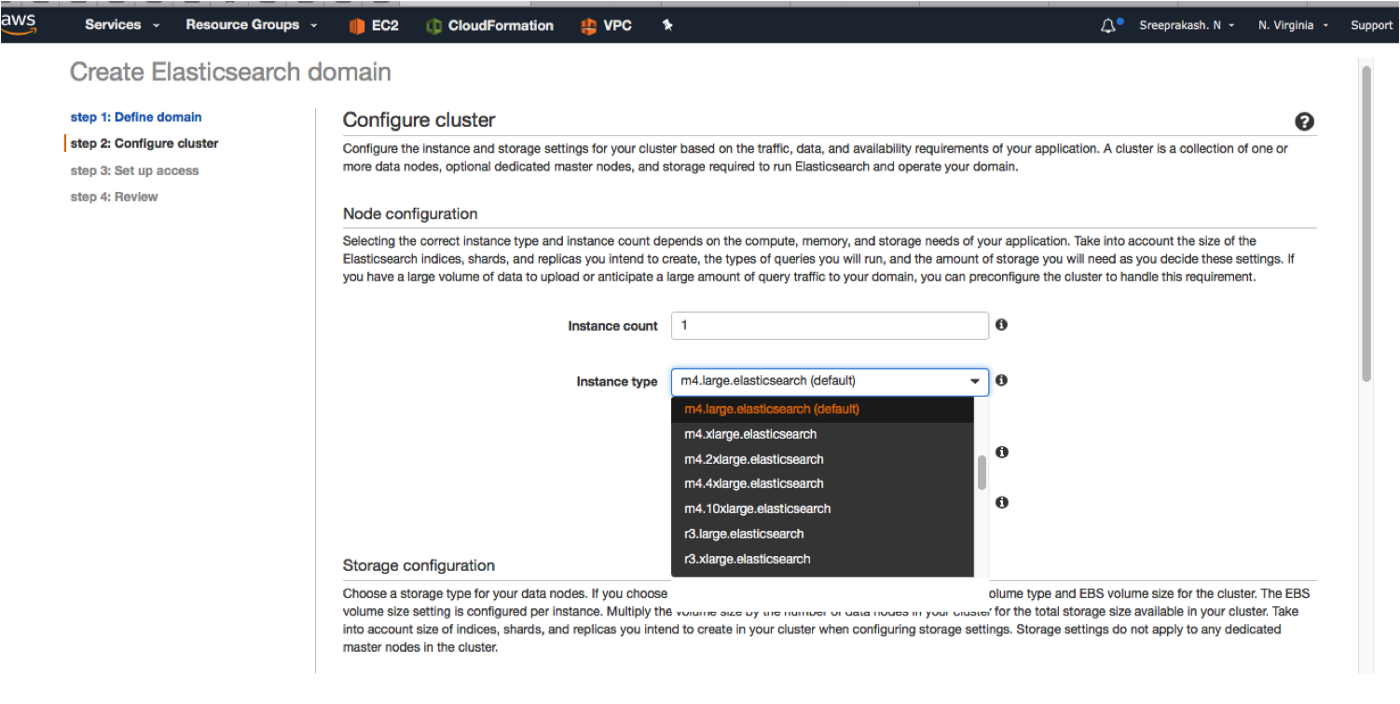 aws Services Resource Groups EC2 CloudFormation VPC Sreeprakash. N N. Virginia Support
Create Elasticsearch domain
step 1: Define domain
step 2: Configure cluster
step 3: Set up access
step 4: Review
Configure cluster
Configure the instance and storage settings for your cluster based on the traffic, data, and availability requirements of your application. A cluster is a collection of one or
more data nodes, optional dedicated master nodes, and storage required to run Elasticsearch and operate your domain.
Node configuration
Selecting the correct instance type and instance count depends on the compute, memory, and storage needs of your application. Take into account the size of the
Elasticsearch indices, shards, and replicas you intend to create, the types of queries you will run, and the amount of storage you will need as you decide these settings. If
you have a large volume of data to upload or anticipate a large amount of query traffic to your domain, you can preconfigure the cluster to handle this requirement.
Instance count 1
Instance type m4.large.elasticsearch (default)
m4.large.elasticsearch (default)
m4.xlarge.elasticsearch
m4.2xlarge.elasticsearch
m4.4xlarge.elasticsearch
m4.10xlarge.elasticsearch
r3.large.elasticsearch
r3.xlarge.elasticsearch
Storage configuration
Choose a storage type for your data nodes. If you choose olume type and EBS volume size for the cluster. The EBS
volume size setting is configured per instance. Multiply the volume size by the number of data nodes in your cluster for the total storage size available in your cluster. Take
into account size of indices, shards, and replicas you intend to create in your cluster when configuring storage settings. Storage settings do not apply to any dedicated
master nodes in the cluster.